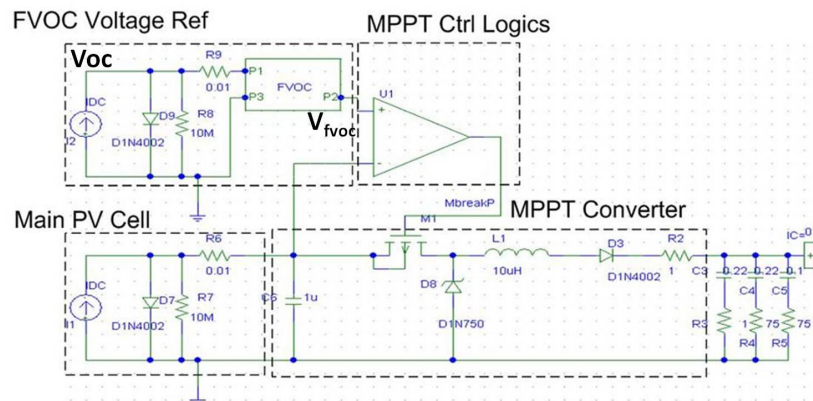 FVOC Voltage Ref
MPPT Ctrl Logics
Voc
R9
0.01
P1
P3
FVOC
P2
Vfvoc
U1
+
-
IDC
I2
D9
D1N4002
R8
10M
MbreakP
M1
MPPT Converter
Main PV Cell
R6
0.01
IDC
I1
D7
D1N4002
R7
10M
C6
1u
L1
10uH
D8
D1N750
D3
D1N4002
R2
1
IC=0
C3
0.22
C4
0.22
C5
0.1
R3
1
R4
75
R5
75